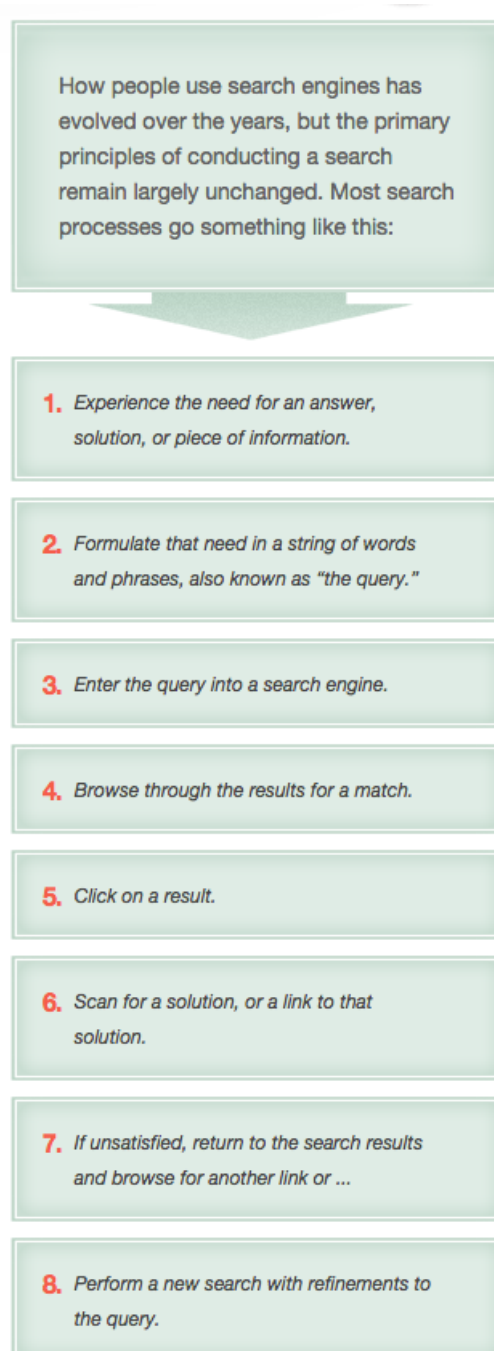 How people use search engines has
evolved over the years, but the primary
principles of conducting a search
remain largely unchanged. Most search
processes go something like this:
1. Experience the need for an answer,
solution, or piece of information.
2. Formulate that need in a string of words
and phrases, also known as “the query.”
3. Enter the query into a search engine.
4. Browse through the results for a match.
5. Click on a result.
6. Scan for a solution, or a link to that
solution.
7. If unsatisfied, return to the search results
and browse for another link or ...
8. Perform a new search with refinements to
the query.